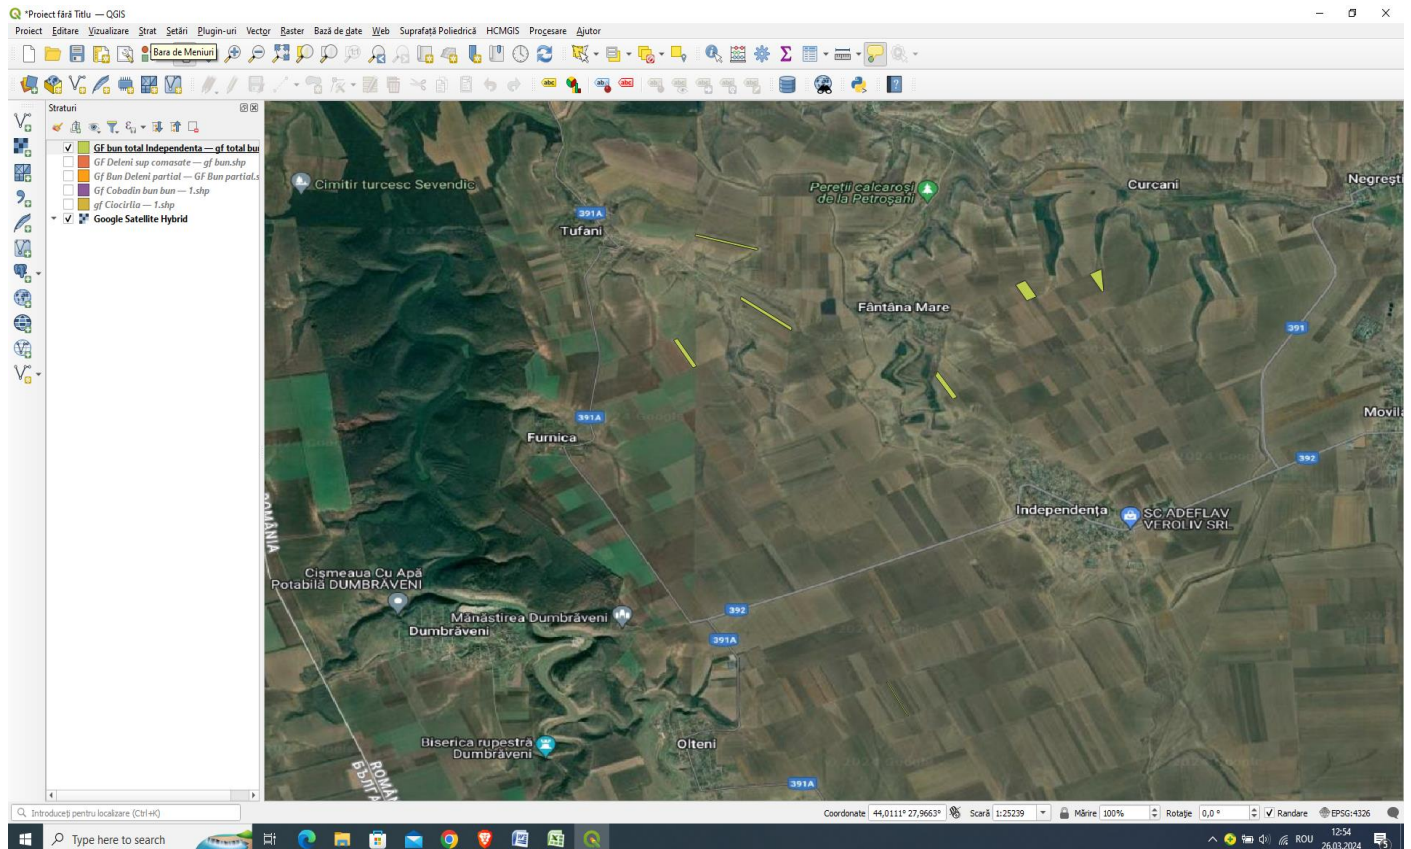 *Proiect fără Titlu — QGIS
Proiect Editare Vizualizare Strat Setări Plugin-uri Vector Raster Bază de date Web Suprafață Poliedrică HCMGIS Procesare Ajutor
Bara de Meniuri
Straturi
GF bun total Independenta — gf total bu
GF Deleni sup comasate — gf bun.shp
Gf Bun Deleni partial — GF Bun partial.s
Gf Cobadin bun bun — 1.shp
gf Ciocirlia — 1.shp
Google Satellite Hybrid
Cimitir turcesc Sevendic
391A
Tufani
Pereții calcaroși
de la Petroșani
Curcani
Negrești
Fântâna Mare
391
391A
Furnica
Movila
392
Independența
SC ADEFLAV
VEROLIV SRL
ROMÂNIA
Cișmeaua Cu Apă
Potabilă DUMBRĂVENI
Mănăstirea Dumbrăveni
Dumbrăveni
392
391A
Biserica rupestră
Dumbrăveni
Olteni
391A
ROMÂN
БЪЛГА
Introduceți pentru localizare (Ctrl+K)
Coordonate 44,0111° 27,9663° Scară 1:25239 Mărire 100% Rotație 0,0 ° Randare EPSG:4326
Type here to search
ROU
12:54
26.03.2024
5